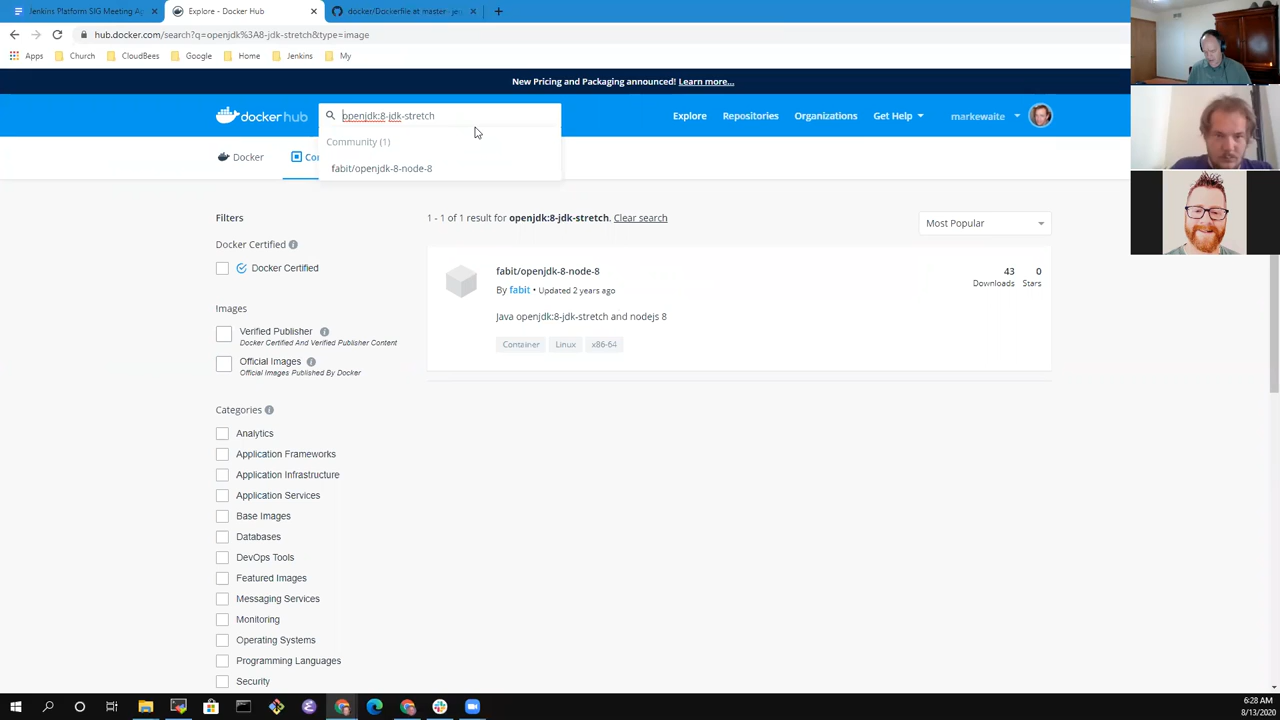 Jenkins Platform SIG Meeting Ag
Explore - Docker Hub
docker/Dockerfile at master · je
hub.docker.com/search?q=openjdk%3A8-jdk-stretch&type=image
Apps
Church
CloudBees
Google
Home
Jenkins
My
New Pricing and Packaging announced! Learn more...
docker hub
openjdk:8-jdk-stretch
Explore
Repositories
Organizations
Get Help
markewaite
Community (1)
fabit/openjdk-8-node-8
Docker
Co
Filters
1 - 1 of 1 result for openjdk:8-jdk-stretch. Clear search
Most Popular
Docker Certified
Docker Certified
Images
Verified Publisher
Docker Certified And Verified Publisher Content
Official Images
Official Images Published By Docker
fabit/openjdk-8-node-8
By fabit • Updated 2 years ago
Java openjdk:8-jdk-stretch and nodejs 8
Container
Linux
x86-64
43
Downloads
0
Stars
Categories
Analytics
Application Frameworks
Application Infrastructure
Application Services
Base Images
Databases
DevOps Tools
Featured Images
Messaging Services
Monitoring
Operating Systems
Programming Languages
Security
6:28 AM
8/13/2020